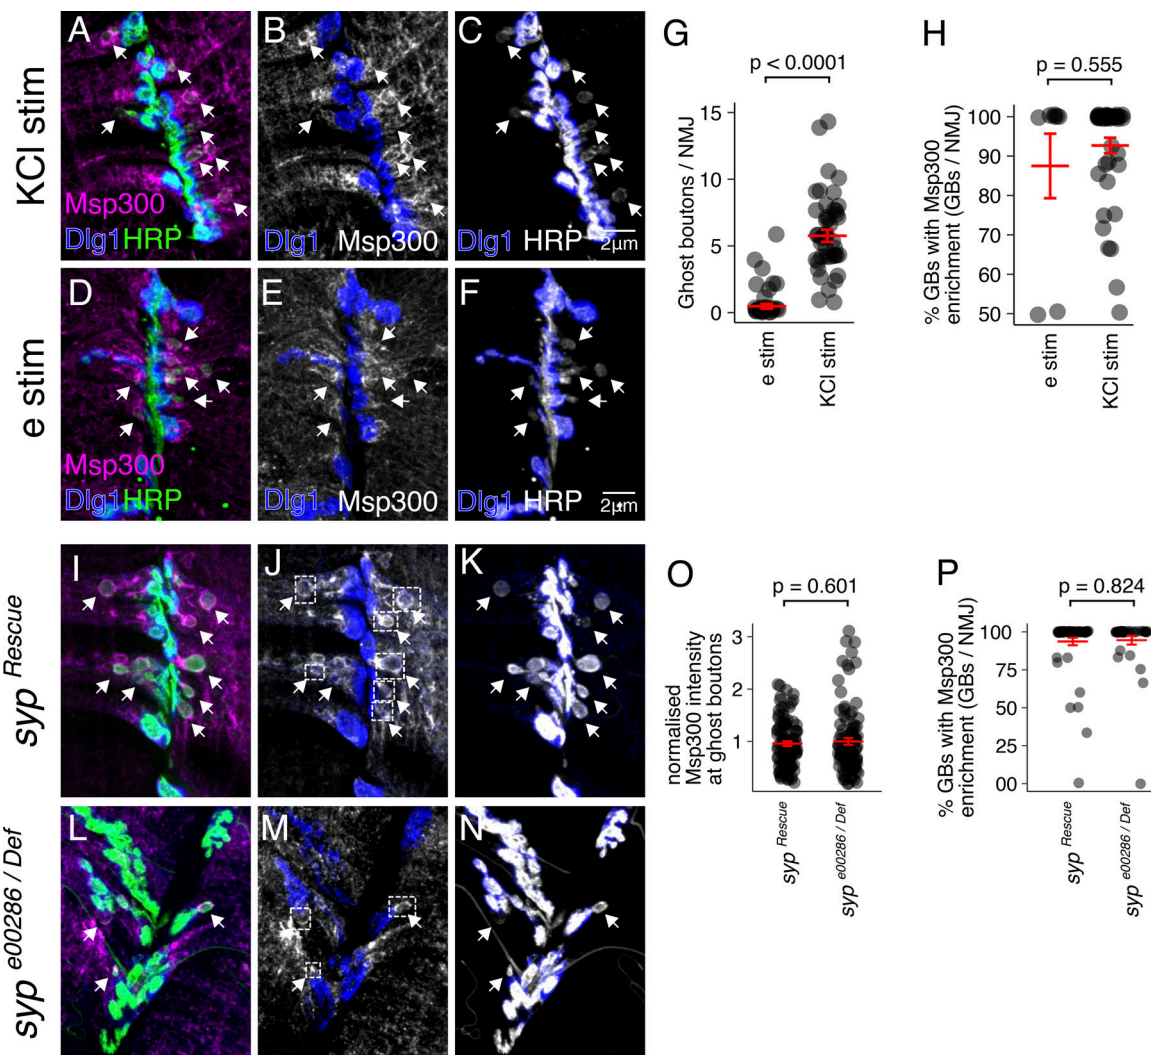 KCl stim
A
Msp300
Dlg1 HRP
B
Dlg1 Msp300
C
2µm
Dlg1 HRP
G
p < 0.0001
Ghost boutons / NMJ
15
10
5
0
e stim
KCl stim
H
p = 0.555
% GBs with Msp300
enrichment (GBs / NMJ)
100
90
80
70
60
50
e stim
KCl stim
e stim
D
Msp300
Dlg1 HRP
E
Dlg1 Msp300
F
2µm
Dlg1 HRP
syp Rescue
I
J
K
O
p = 0.601
normalised
Msp300 intensity
at ghost boutons
3
2
1
syp Rescue
syp e00286 / Def
P
p = 0.824
% GBs with Msp300
enrichment (GBs / NMJ)
100
75
50
25
00
syp Rescue
syp e00286 / Def
syp e00286 / Def
L
M
N